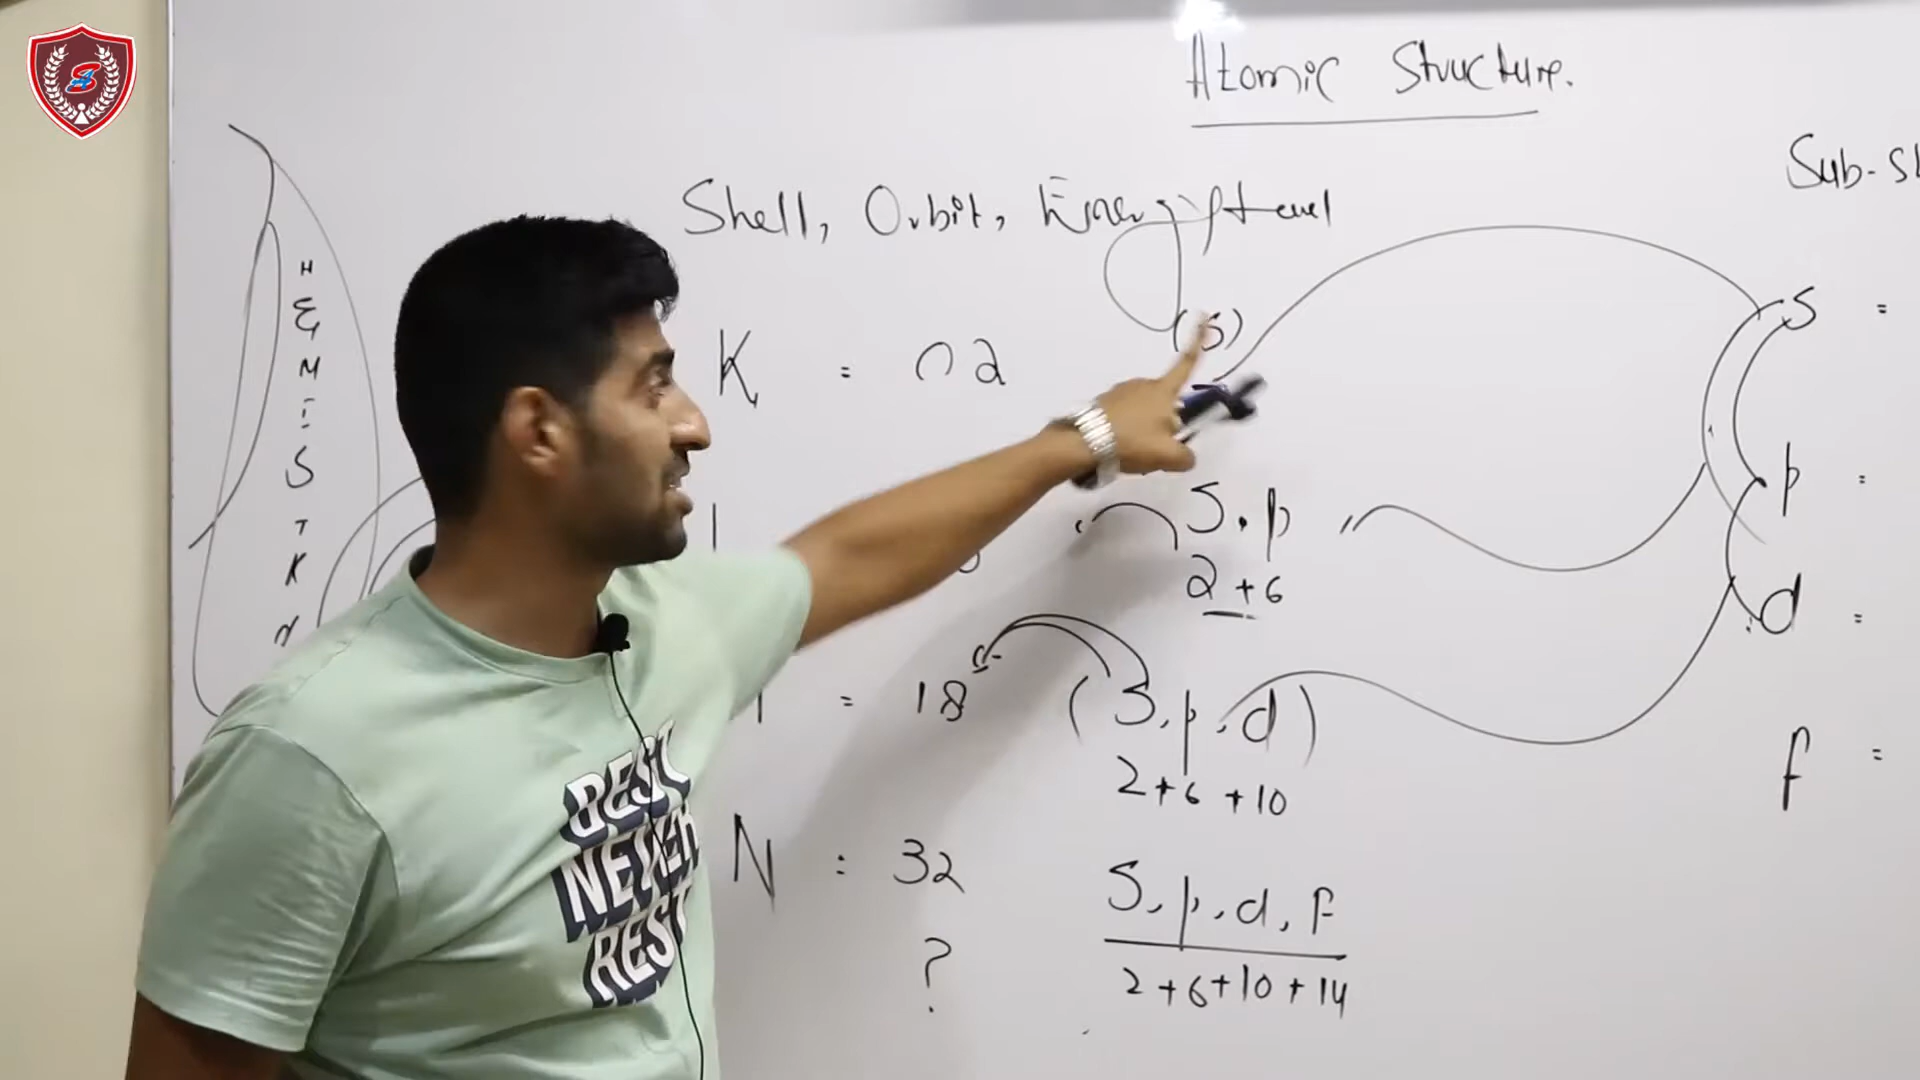 Atomic Structure.
Sub-s
Shell, Orbit, Energy Level
H
E
M
I
S
T
R
Y
K = 02 (s)
s =
S, p
2 + 6
p =
= 18 (S, p, d)
2 + 6 + 10
d =
N = 32 S, p, d, f
?
2 + 6 + 10 + 14
f =
BEST
NEVER
REST